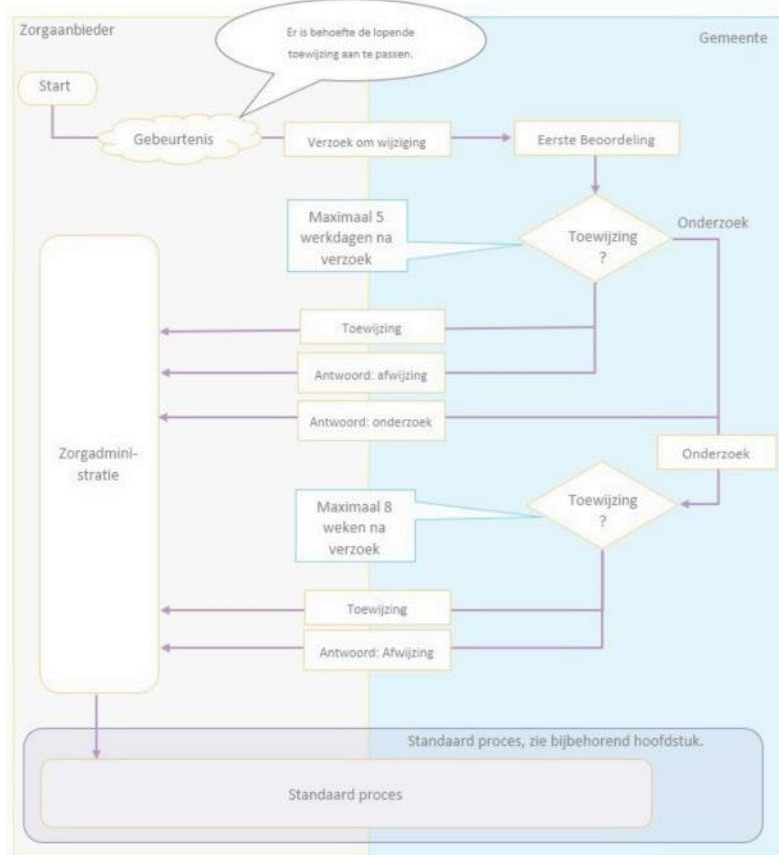 Zorgaanbieder
Er is behoefte de lopende
toewijzing aan te passen.
Gemeente
Start
Gebeurtenis
Verzoek om wijziging
Eerste Beoordeling
Maximaal 5
werkdagen na
verzoek
Toewijzing
?
Onderzoek
Toewijzing
Antwoord: afwijzing
Antwoord: onderzoek
Zorgadmini-
stratie
Onderzoek
Maximaal 8
weken na
verzoek
Toewijzing
?
Toewijzing
Antwoord: Afwijzing
Standaard proces, zie bijbehorend hoofdstuk.
Standaard proces